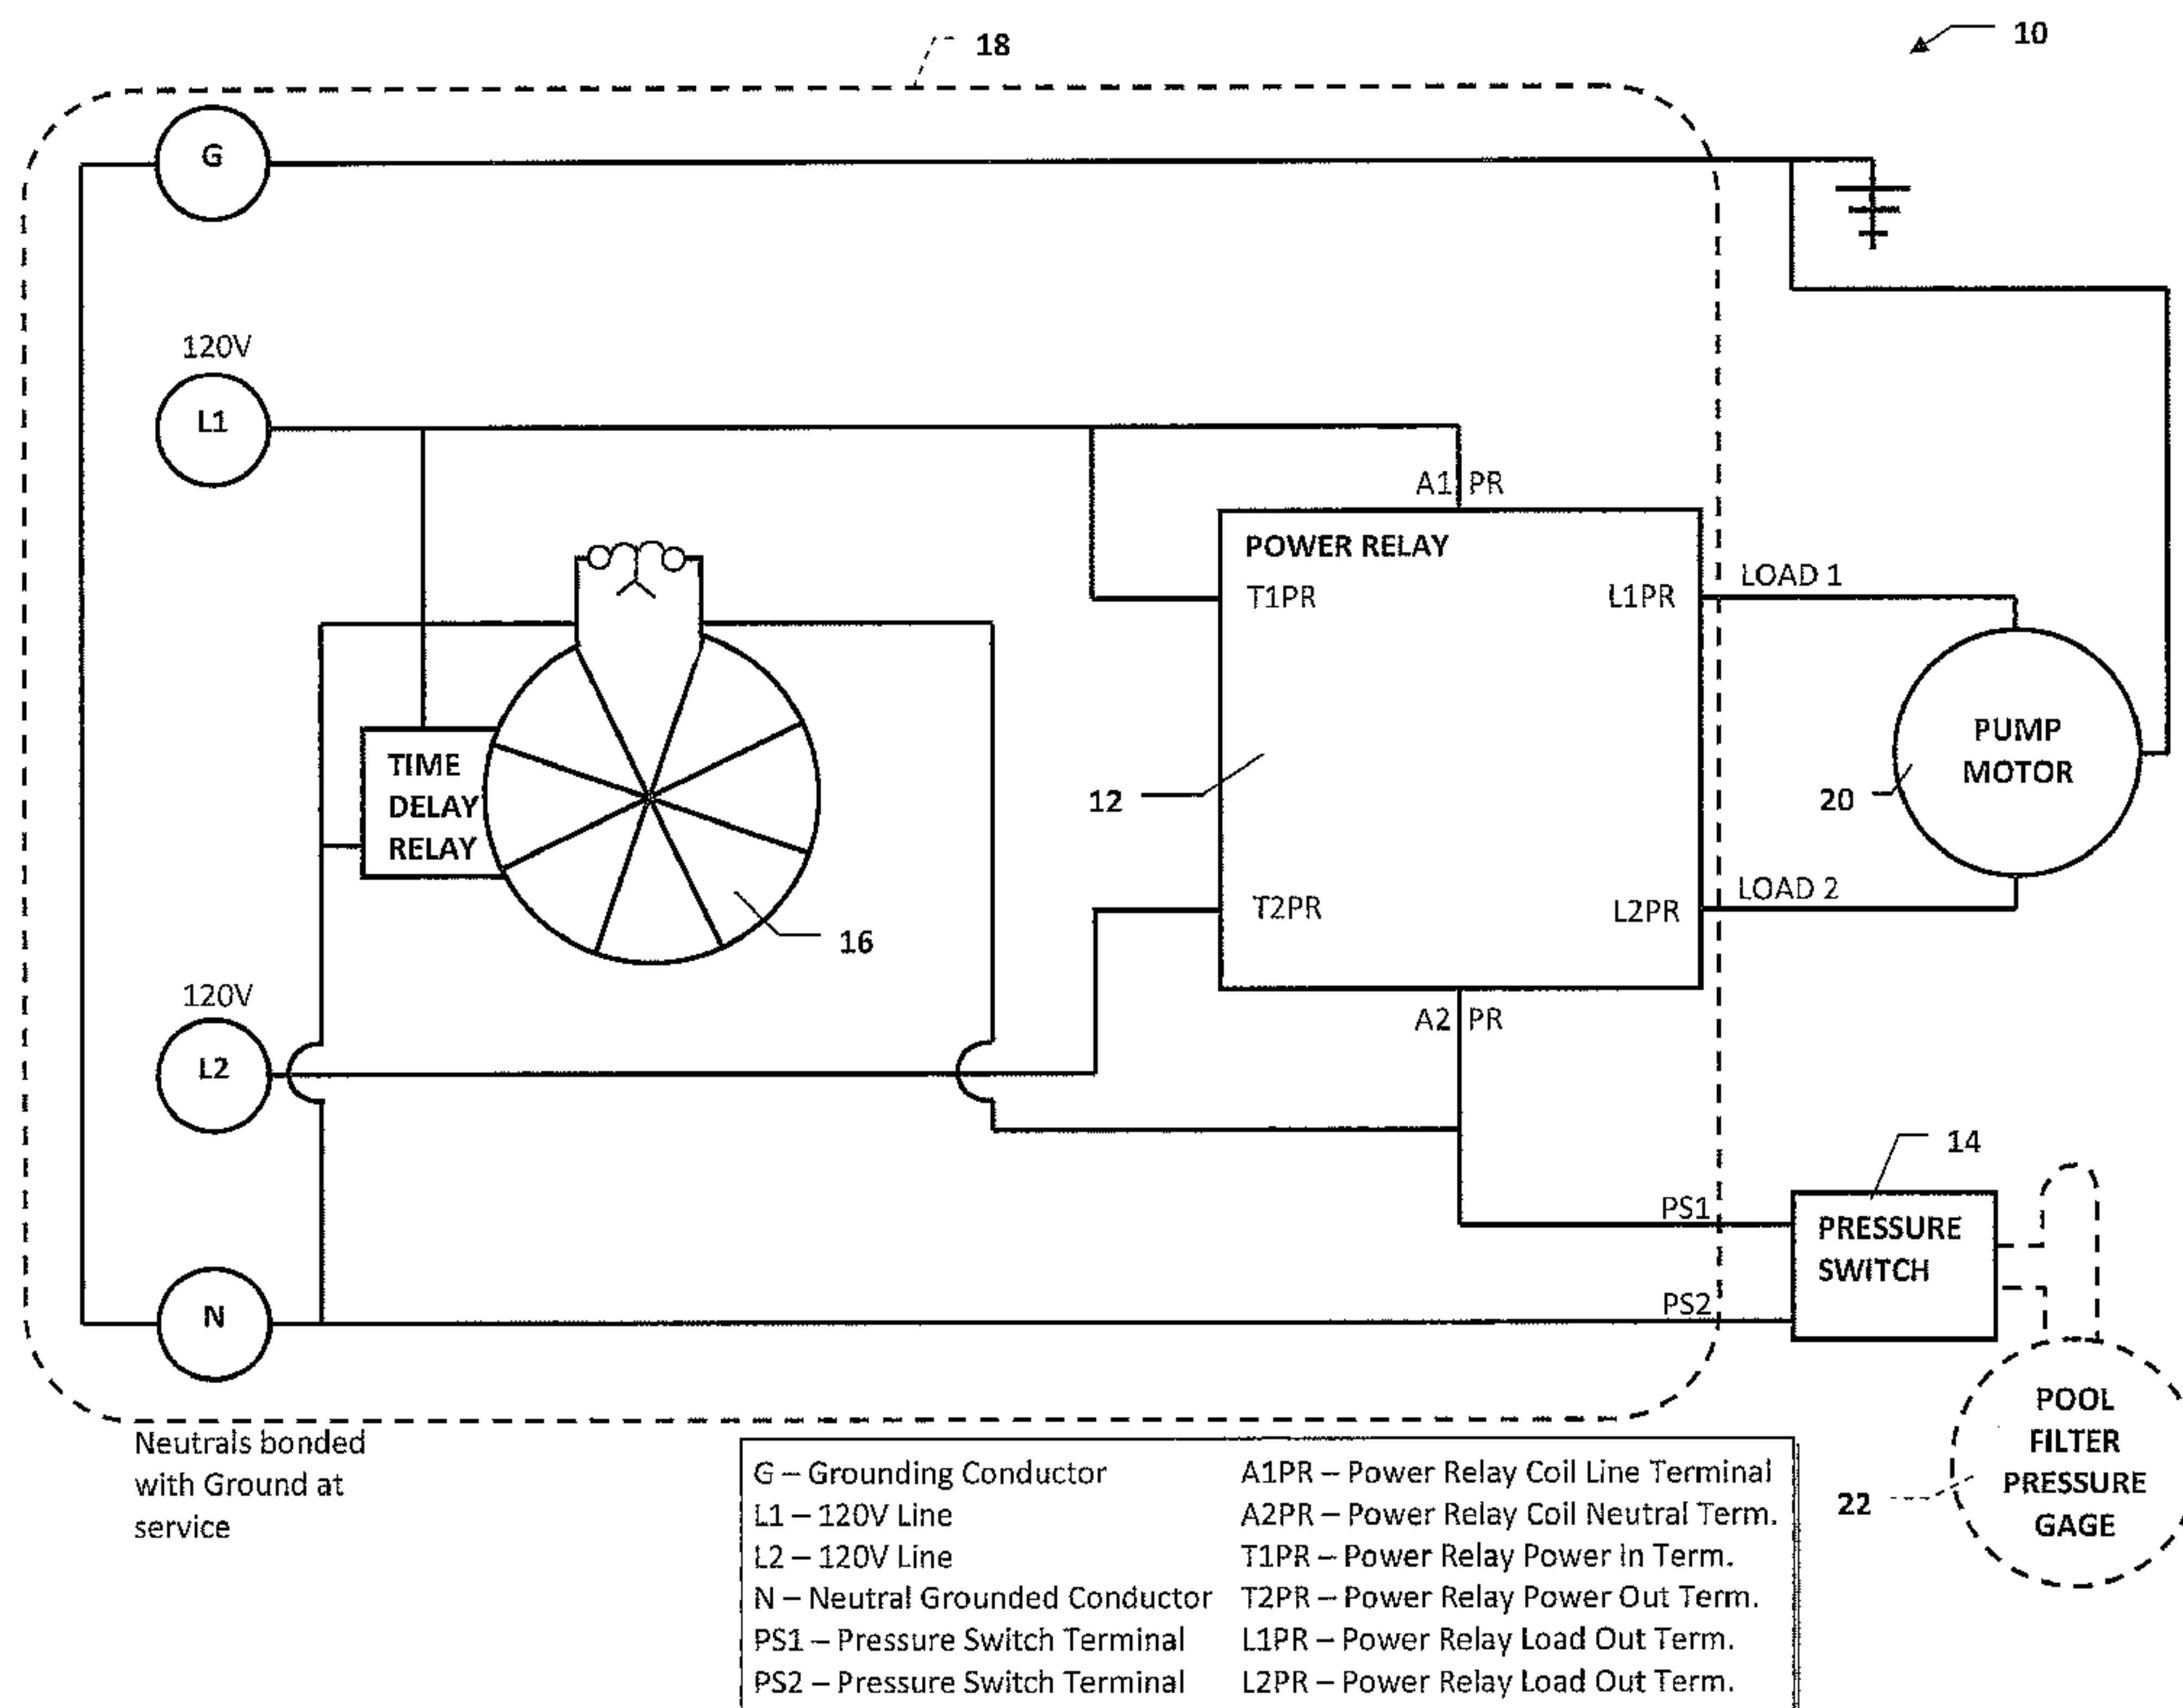 18
10
G
120V
L1
A1 PR
POWER RELAY
T1PR
L1PR
LOAD 1
TIME
DELAY
RELAY
12
PUMP
MOTOR
20
T2PR
L2PR
LOAD 2
16
120V
L2
A2 PR
14
PS1
PRESSURE
SWITCH
N
PS2
POOL
FILTER
PRESSURE
GAGE
22
Neutrals bonded
with Ground at
service
G – Grounding Conductor
L1 – 120V Line
L2 – 120V Line
N – Neutral Grounded Conductor
PS1 – Pressure Switch Terminal
PS2 – Pressure Switch Terminal
A1PR – Power Relay Coil Line Terminal
A2PR – Power Relay Coil Neutral Term.
T1PR – Power Relay Power In Term.
T2PR – Power Relay Power Out Term.
L1PR – Power Relay Load Out Term.
L2PR – Power Relay Load Out Term.